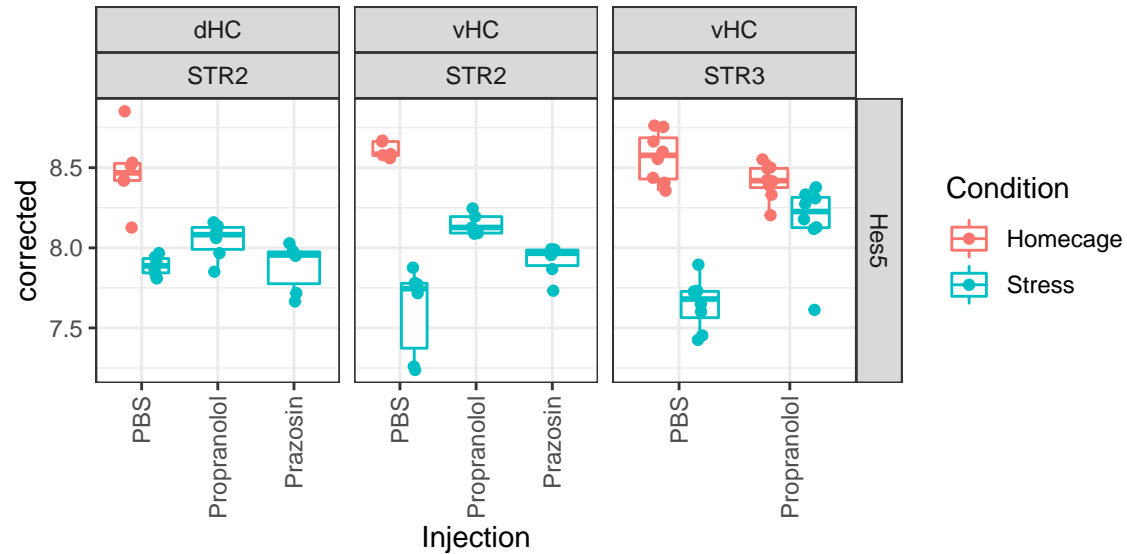 dHC
vHC
vHC
STR2
STR2
STR3
corrected
8.5
8.0
7.5
Hes5
PBS
Propranolol
Prazosin
PBS
Propranolol
Prazosin
PBS
Propranolol
Injection
Condition
Homecage
Stress